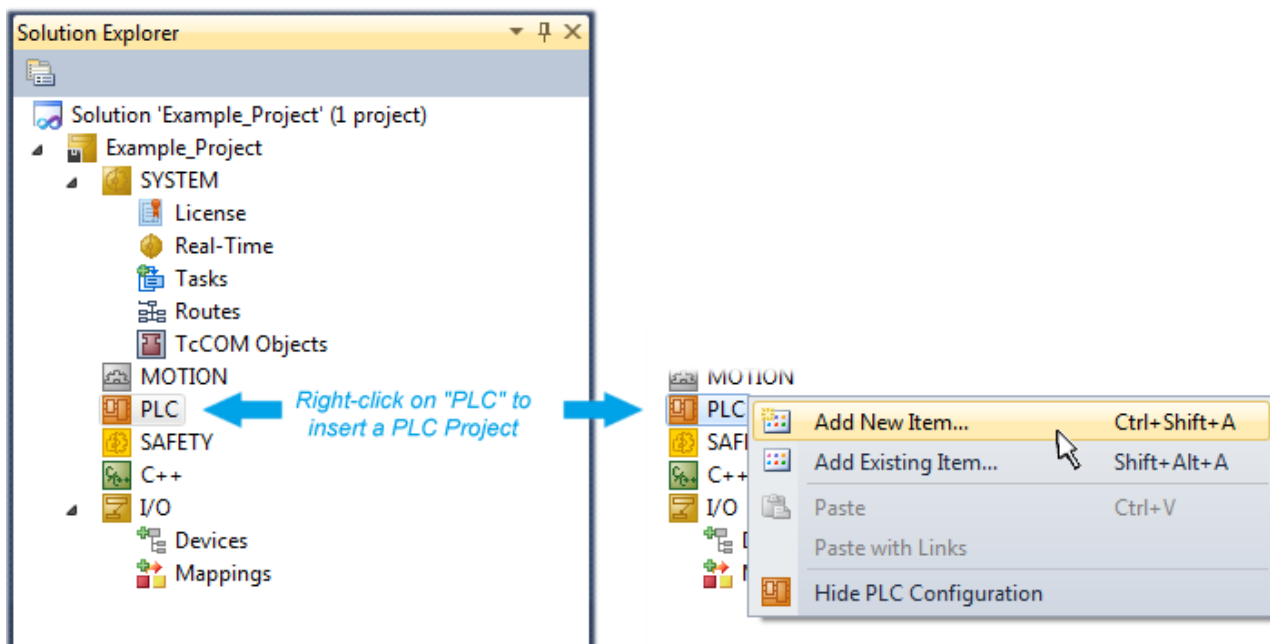 Solution Explorer
Solution 'Example_Project' (1 project)
Example_Project
SYSTEM
License
Real-Time
Tasks
Routes
TcCOM Objects
MOTION
PLC
SAFETY
C++
I/O
Devices
Mappings
Right-click on "PLC" to
insert a PLC Project
MOTION
PLC
SAF
C++
I/O
Add New Item... Ctrl+Shift+A
Add Existing Item... Shift+Alt+A
Paste Ctrl+V
Paste with Links
Hide PLC Configuration